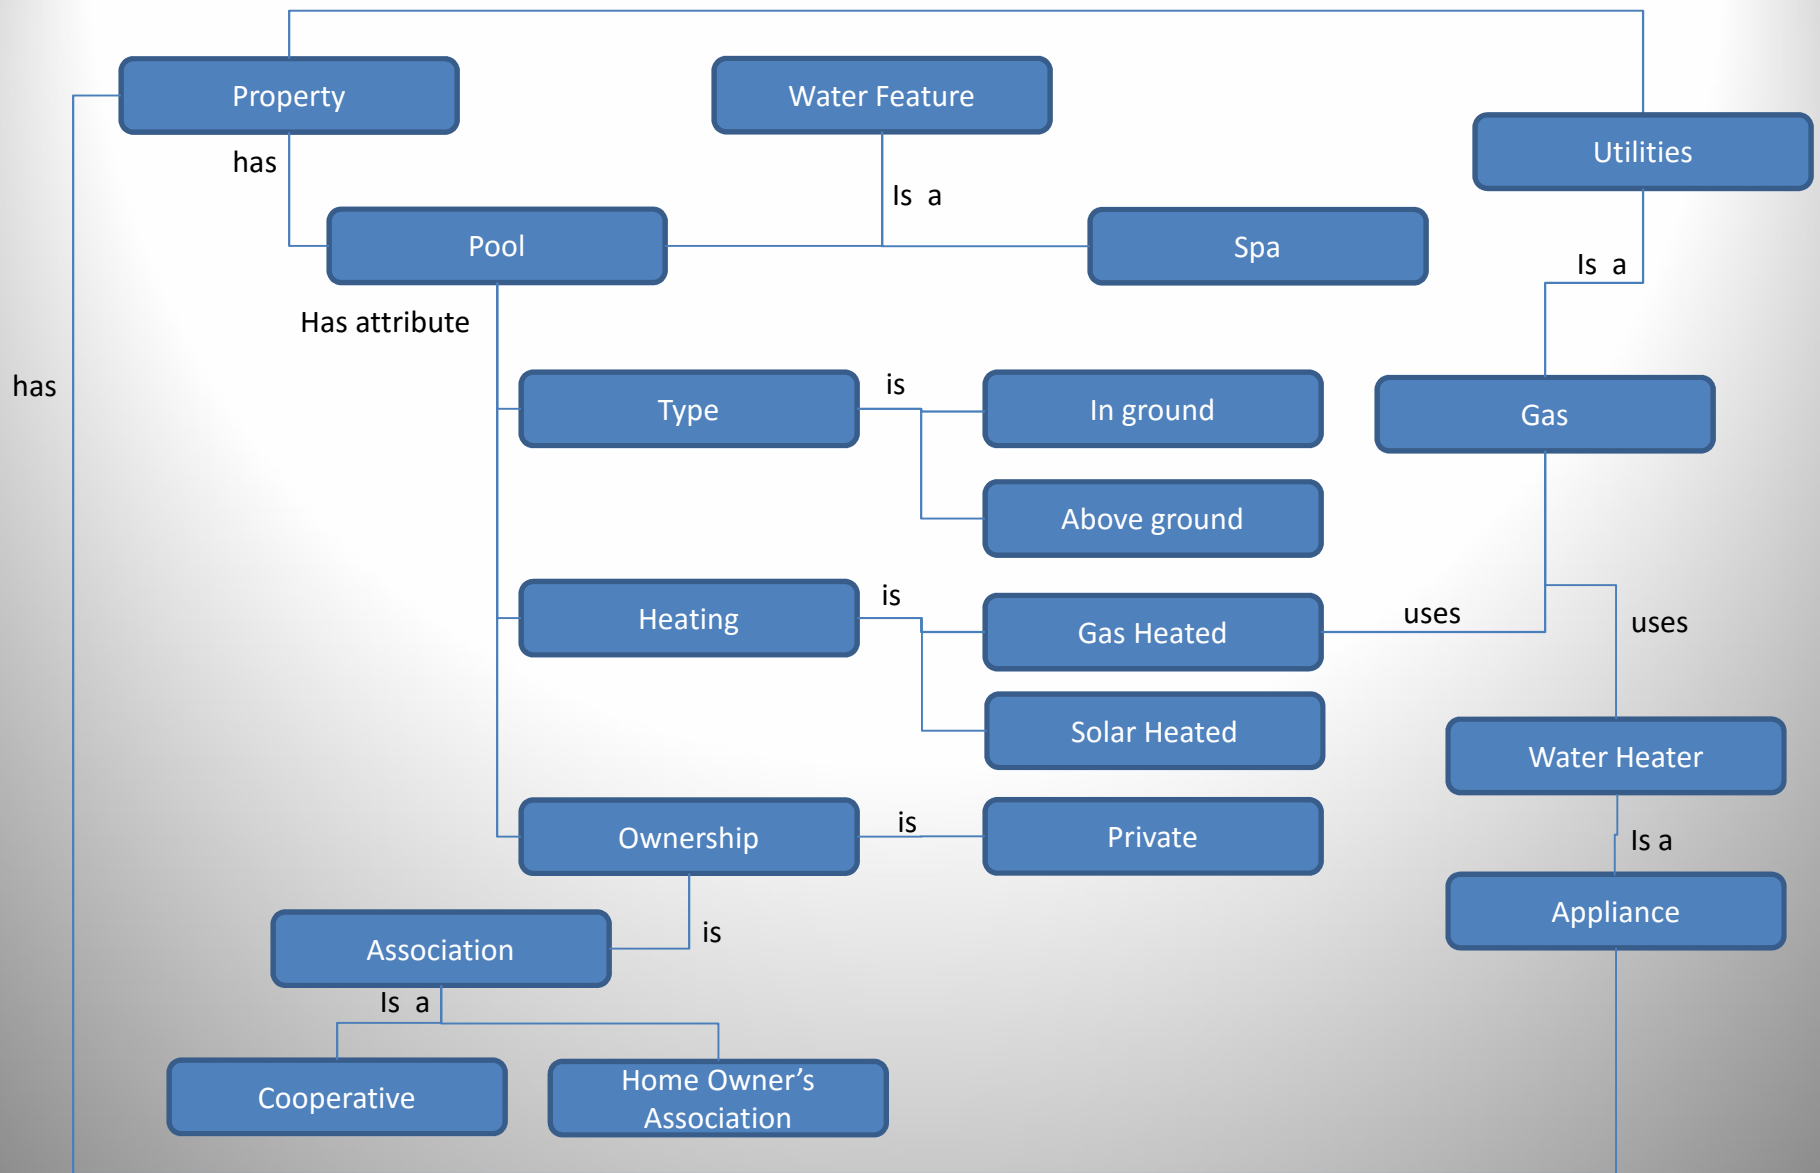 Property
Water Feature
Utilities
has
Is a
Pool
Spa
Is a
Has attribute
has
Type
is
In ground
Gas
Above ground
Heating
is
Gas Heated
uses
uses
Solar Heated
Water Heater
Ownership
is
Private
Is a
Appliance
Association
is
Is a
Cooperative
Home Owner’s
Association